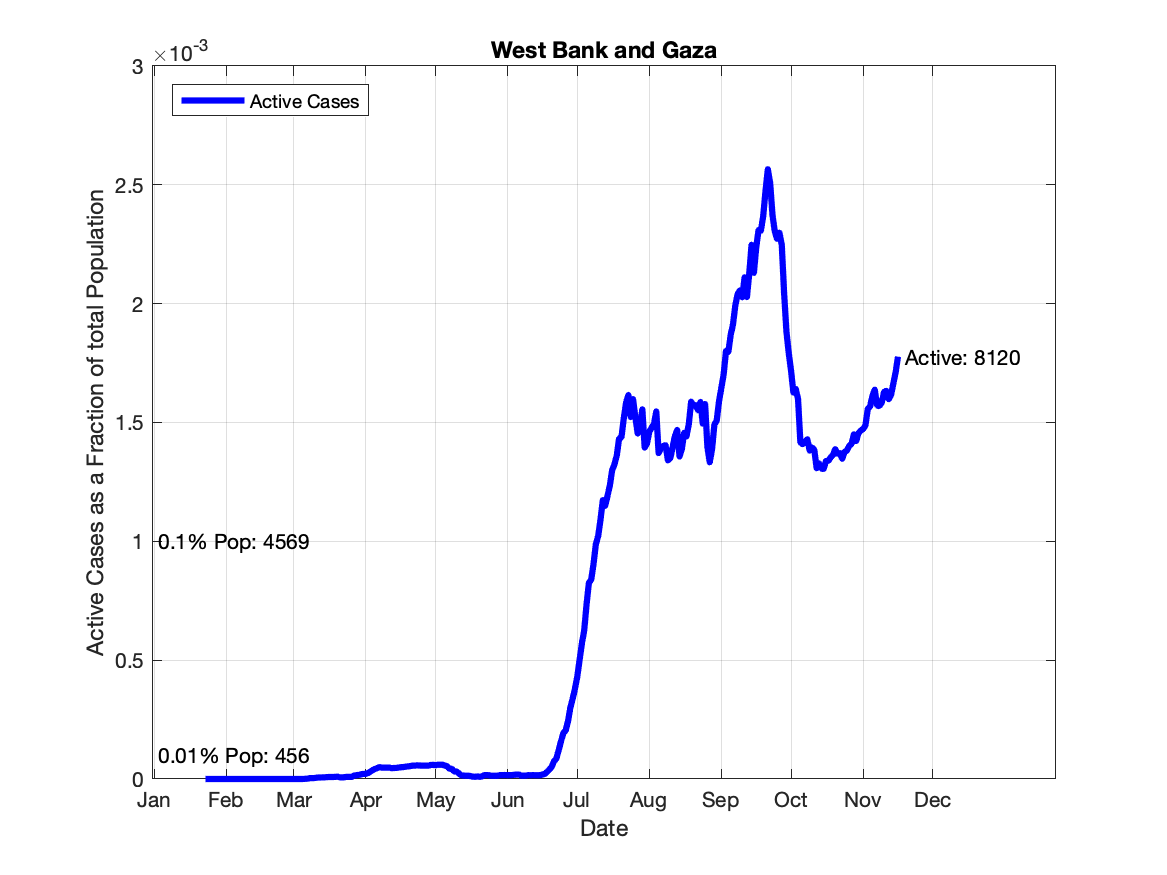 West Bank and Gaza
×10-3
Active Cases
3
2.5
2
1.5
1
0.5
0
Active Cases as a Fraction of total Population
Active: 8120
0.1% Pop: 4569
0.01% Pop: 456
Jan Feb Mar Apr May Jun Jul Aug Sep Oct Nov Dec
Date